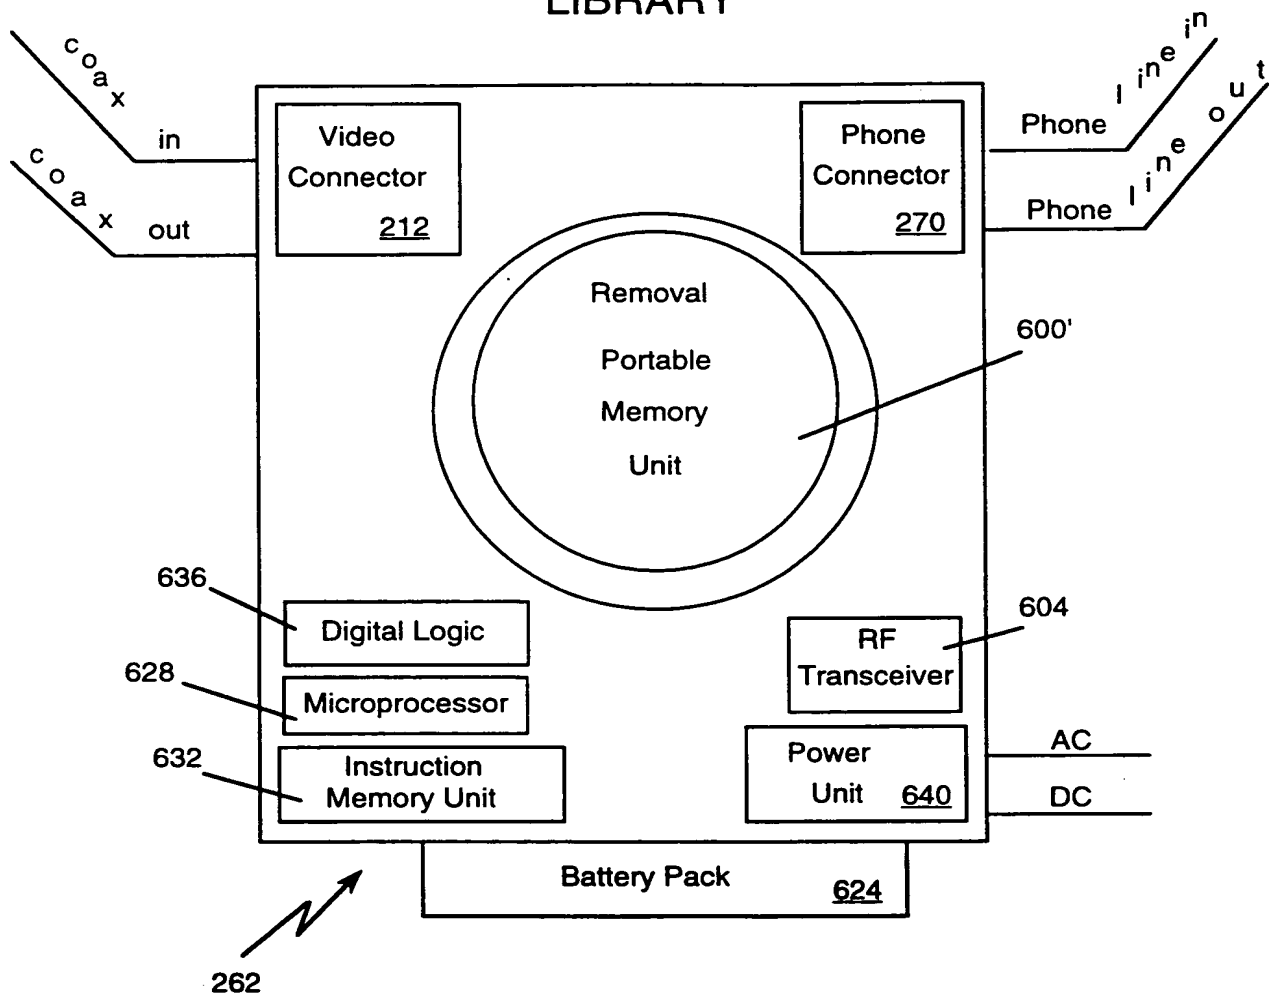 LIBRARY
coax in
coax out
Video
Connector
212
Phone
Connector
270
Phone line in
Phone line out
Removal
Portable
Memory
Unit
600'
636
Digital Logic
628
Microprocessor
632
Instruction
Memory Unit
RF
Transceiver
604
Power
Unit 640
AC
DC
Battery Pack 624
262